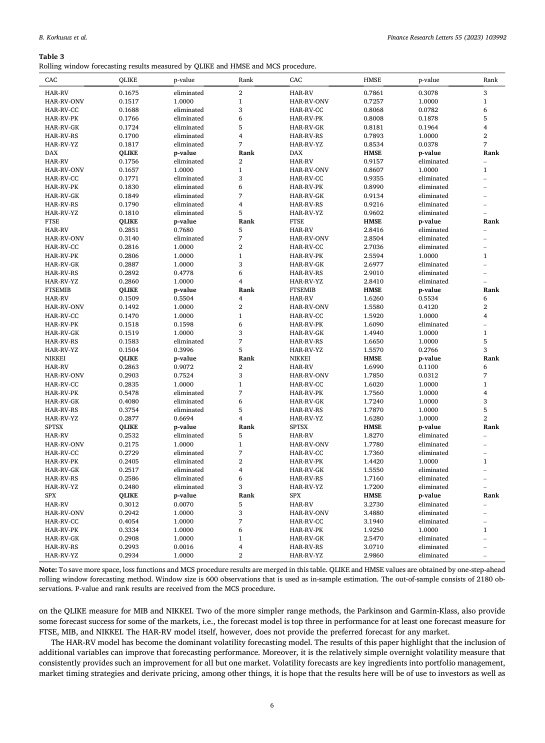 B. Korkusuz et al.
Finance Research Letters 55 (2023) 103992
Table 3
Rolling window forecasting results measured by QLIKE and HMSE and MCS procedure.
CAC QLIKE p-value Rank CAC HMSE p-value Rank
HAR-RV 0.1675 eliminated 2 HAR-RV 0.7861 0.3078 3
HAR-RV-ONV 0.1517 1.0000 1 HAR-RV-ONV 0.7257 1.0000 1
HAR-RV-CC 0.1688 eliminated 3 HAR-RV-CC 0.8068 0.0782 6
HAR-RV-PK 0.1766 eliminated 6 HAR-RV-PK 0.8008 0.1878 5
HAR-RV-GK 0.1724 eliminated 5 HAR-RV-GK 0.8181 0.1964 4
HAR-RV-RS 0.1700 eliminated 4 HAR-RV-RS 0.7893 1.0000 2
HAR-RV-YZ 0.1817 eliminated 7 HAR-RV-YZ 0.8534 0.0378 7
DAX QLIKE p-value Rank DAX HMSE p-value Rank
HAR-RV 0.1756 eliminated 2 HAR-RV 0.9157 eliminated –
HAR-RV-ONV 0.1657 1.0000 1 HAR-RV-ONV 0.8607 1.0000 1
HAR-RV-CC 0.1771 eliminated 3 HAR-RV-CC 0.9355 eliminated –
HAR-RV-PK 0.1830 eliminated 6 HAR-RV-PK 0.8990 eliminated –
HAR-RV-GK 0.1849 eliminated 7 HAR-RV-GK 0.9134 eliminated –
HAR-RV-RS 0.1790 eliminated 4 HAR-RV-RS 0.9216 eliminated –
HAR-RV-YZ 0.1810 eliminated 5 HAR-RV-YZ 0.9602 eliminated –
FTSE QLIKE p-value Rank FTSE HMSE p-value Rank
HAR-RV 0.2851 0.7680 5 HAR-RV 2.8416 eliminated –
HAR-RV-ONV 0.3140 eliminated 7 HAR-RV-ONV 2.8504 eliminated –
HAR-RV-CC 0.2816 1.0000 2 HAR-RV-CC 2.7036 eliminated –
HAR-RV-PK 0.2806 1.0000 1 HAR-RV-PK 2.5594 1.0000 1
HAR-RV-GK 0.2887 1.0000 3 HAR-RV-GK 2.6977 eliminated –
HAR-RV-RS 0.2892 0.4778 6 HAR-RV-RS 2.9010 eliminated –
HAR-RV-YZ 0.2860 1.0000 4 HAR-RV-YZ 2.8410 eliminated –
FTSEMIB QLIKE p-value Rank FTSEMIB HMSE p-value Rank
HAR-RV 0.1509 0.5504 4 HAR-RV 1.6260 0.5534 6
HAR-RV-ONV 0.1492 1.0000 2 HAR-RV-ONV 1.5580 0.4120 2
HAR-RV-CC 0.1470 1.0000 1 HAR-RV-CC 1.5920 1.0000 4
HAR-RV-PK 0.1518 0.1598 6 HAR-RV-PK 1.6090 eliminated –
HAR-RV-GK 0.1519 1.0000 3 HAR-RV-GK 1.4940 1.0000 1
HAR-RV-RS 0.1583 eliminated 7 HAR-RV-RS 1.6650 1.0000 5
HAR-RV-YZ 0.1504 0.3996 5 HAR-RV-YZ 1.5570 0.2766 3
NIKKEI QLIKE p-value Rank NIKKEI HMSE p-value Rank
HAR-RV 0.2863 0.9072 2 HAR-RV 1.6990 0.1100 6
HAR-RV-ONV 0.2903 0.7524 3 HAR-RV-ONV 1.7850 0.0312 7
HAR-RV-CC 0.2835 1.0000 1 HAR-RV-CC 1.6020 1.0000 1
HAR-RV-PK 0.5478 eliminated 7 HAR-RV-PK 1.7560 1.0000 4
HAR-RV-GK 0.4080 eliminated 6 HAR-RV-GK 1.7240 1.0000 3
HAR-RV-RS 0.3754 eliminated 5 HAR-RV-RS 1.7870 1.0000 5
HAR-RV-YZ 0.2877 0.6694 4 HAR-RV-YZ 1.6280 1.0000 2
SPTSX QLIKE p-value Rank SPTSX HMSE p-value Rank
HAR-RV 0.2532 eliminated 5 HAR-RV 1.8270 eliminated –
HAR-RV-ONV 0.2175 1.0000 1 HAR-RV-ONV 1.7780 eliminated –
HAR-RV-CC 0.2729 eliminated 7 HAR-RV-CC 1.7360 eliminated –
HAR-RV-PK 0.2405 eliminated 2 HAR-RV-PK 1.4420 1.0000 1
HAR-RV-GK 0.2517 eliminated 4 HAR-RV-GK 1.5550 eliminated –
HAR-RV-RS 0.2586 eliminated 6 HAR-RV-RS 1.7160 eliminated –
HAR-RV-YZ 0.2480 eliminated 3 HAR-RV-YZ 1.7200 eliminated –
SPX QLIKE p-value Rank SPX HMSE p-value Rank
HAR-RV 0.3012 0.0070 5 HAR-RV 3.2730 eliminated –
HAR-RV-ONV 0.2942 1.0000 3 HAR-RV-ONV 3.4880 eliminated –
HAR-RV-CC 0.4054 1.0000 7 HAR-RV-CC 3.1940 eliminated –
HAR-RV-PK 0.3334 1.0000 6 HAR-RV-PK 1.9250 1.0000 1
HAR-RV-GK 0.2908 1.0000 1 HAR-RV-GK 2.5470 eliminated –
HAR-RV-RS 0.2993 0.0016 4 HAR-RV-RS 3.0710 eliminated –
HAR-RV-YZ 0.2934 1.0000 2 HAR-RV-YZ 2.9860 eliminated –
Note: To save more space, loss functions and MCS procedure results are merged in this table. QLIKE and HMSE values are obtained by one-step-ahead
rolling window forecasting method. Window size is 600 observations that is used as in-sample estimation. The out-of-sample consists of 2180 ob-
servations. P-value and rank results are received from the MCS procedure.
on the QLIKE measure for MIB and NIKKEI. Two of the more simpler range methods, the Parkinson and Garmin-Klass, also provide
some forecast success for some of the markets, i.e., the forecast model is top three in performance for at least one forecast measure for
FTSE, MIB, and NIKKEI. The HAR-RV model itself, however, does not provide the preferred forecast for any market.
The HAR-RV model has become the dominant volatility forecasting model. The results of this paper highlight that the inclusion of
additional variables can improve that forecasting performance. Moreover, it is the relatively simple overnight volatility measure that
consistently provides such an improvement for all but one market. Volatility forecasts are key ingredients into portfolio management,
market timing strategies and derivate pricing, among other things, it is hope that the results here will be of use to investors as well as
6